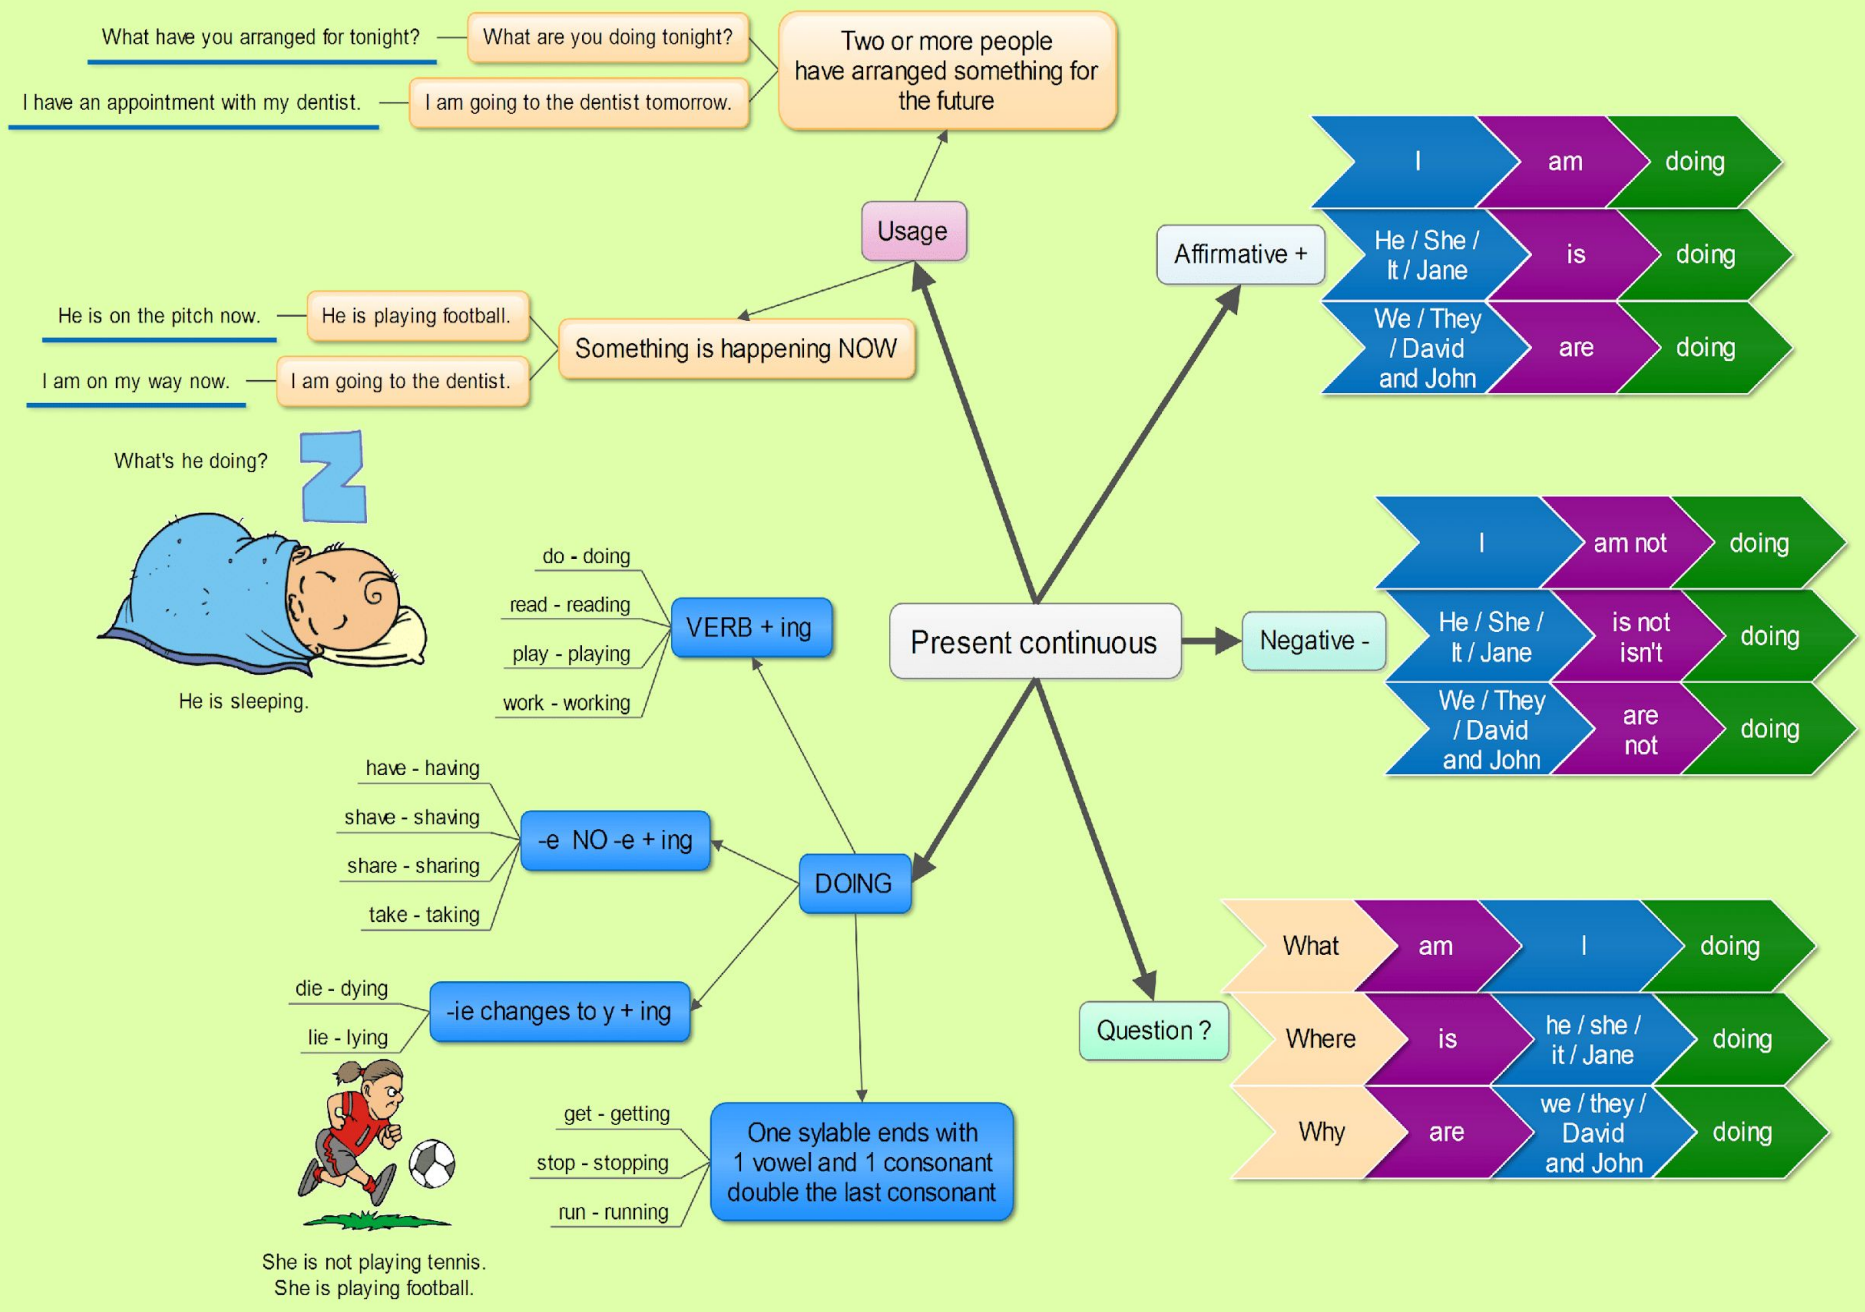 What have you arranged for tonight?
What are you doing tonight?
Two or more people
have arranged something for
the future
I have an appointment with my dentist.
I am going to the dentist tomorrow.
Usage
He is on the pitch now.
He is playing football.
Something is happening NOW
I am on my way now.
I am going to the dentist.
Affirmative +
I
am
doing
He / She /
It / Jane
is
doing
We / They
/ David
and John
are
doing
What's he doing?
Z
He is sleeping.
do - doing
read - reading
play - playing
work - working
VERB + ing
Present continuous
Negative -
I
am not
doing
He / She /
It / Jane
is not
isn't
doing
We / They
/ David
and John
are
not
doing
have - having
shave - shaving
share - sharing
take - taking
-e  NO -e + ing
DOING
die - dying
lie - lying
-ie changes to y + ing
get - getting
stop - stopping
run - running
One sylable ends with
1 vowel and 1 consonant
double the last consonant
Question ?
What
am
I
doing
Where
is
he / she /
it / Jane
doing
Why
are
we / they /
David
and John
doing
She is not playing tennis.
She is playing football.